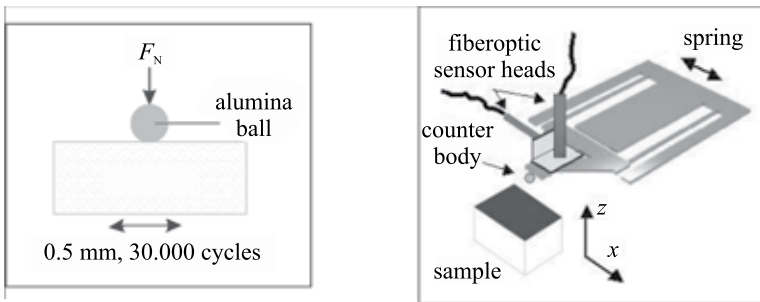 F_N
alumina
ball
0.5 mm, 30.000 cycles
fiberoptic
sensor heads
spring
counter
body
sample
z
x